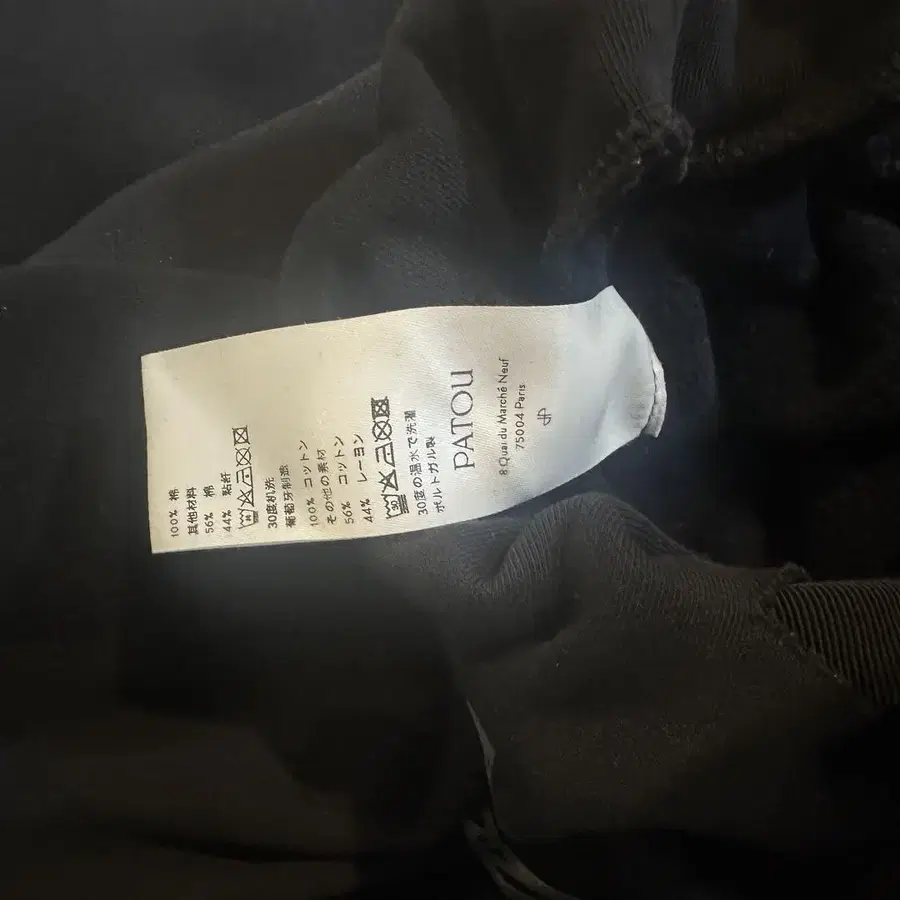 100% 棉
其他材料
56% 棉
44% 粘纤
30度机洗
葡萄牙制造
100% コットン
その他の素材
56% コットン
44% レーヨン
30
30度の温水で洗濯
ポルトガル製
PATOU
8 Quai du Marché Neuf
75004 Paris
JP